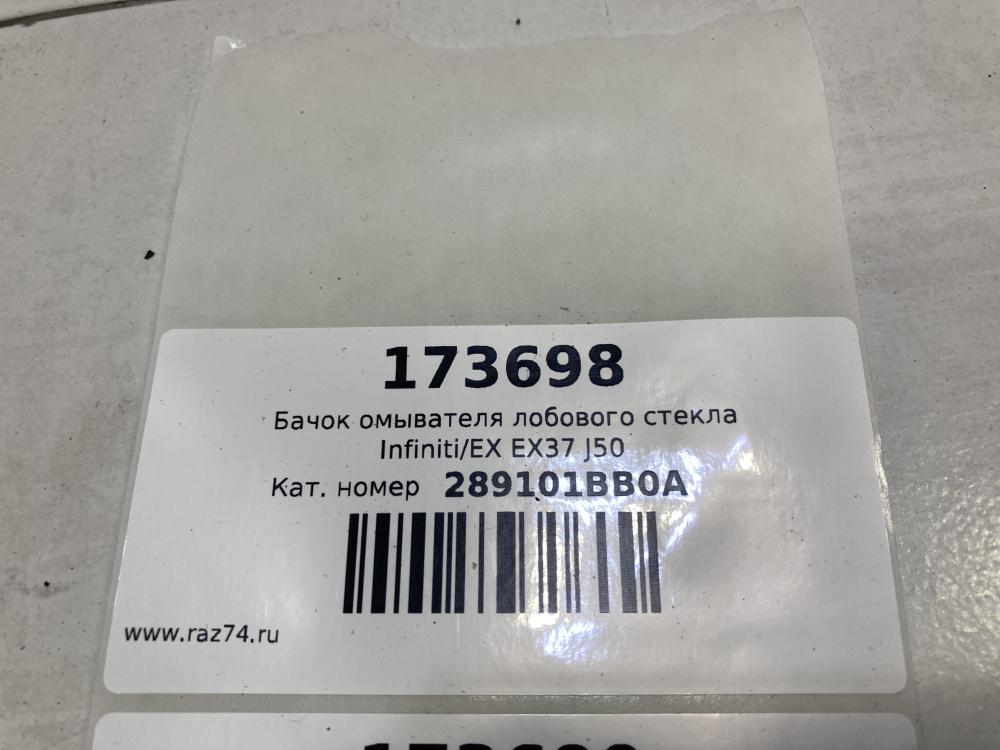 173698
Бачок омывателя лобового стекла
Infiniti/EX EX37 J50
Кат. номер 289101BB0A
www.raz74.ru